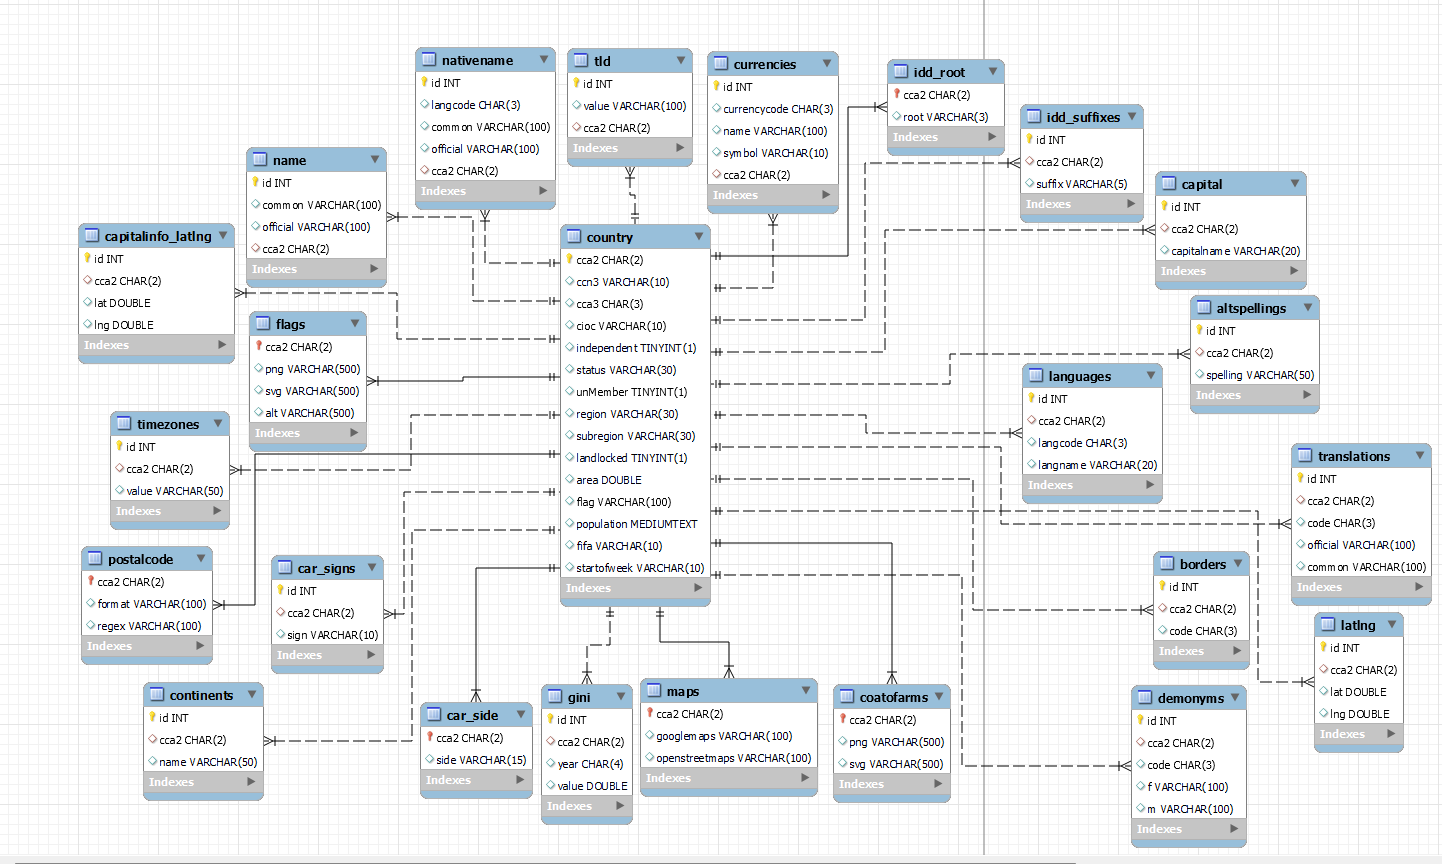 nativename
id INT
langcode CHAR(3)
common VARCHAR(100)
official VARCHAR(100)
cca2 CHAR(2)
Indexes
tld
id INT
value VARCHAR(100)
cca2 CHAR(2)
Indexes
currencies
id INT
currencycode CHAR(3)
name VARCHAR(100)
symbol VARCHAR(10)
cca2 CHAR(2)
Indexes
idd_root
cca2 CHAR(2)
root VARCHAR(3)
Indexes
idd_suffixes
id INT
cca2 CHAR(2)
suffix VARCHAR(5)
Indexes
name
id INT
common VARCHAR(100)
official VARCHAR(100)
cca2 CHAR(2)
Indexes
capital
id INT
cca2 CHAR(2)
capitalname VARCHAR(20)
Indexes
capitalinfo_latlng
id INT
cca2 CHAR(2)
lat DOUBLE
lng DOUBLE
Indexes
country
cca2 CHAR(2)
ccn3 VARCHAR(10)
cca3 CHAR(3)
cioc VARCHAR(10)
independent TINYINT(1)
status VARCHAR(30)
unMember TINYINT(1)
region VARCHAR(30)
subregion VARCHAR(30)
landlocked TINYINT(1)
area DOUBLE
flag VARCHAR(100)
population MEDIUMTEXT
fifa VARCHAR(10)
startofweek VARCHAR(10)
Indexes
flags
cca2 CHAR(2)
png VARCHAR(500)
svg VARCHAR(500)
alt VARCHAR(500)
Indexes
altspellings
id INT
cca2 CHAR(2)
spelling VARCHAR(50)
Indexes
languages
id INT
cca2 CHAR(2)
langcode CHAR(3)
langname VARCHAR(20)
Indexes
timezones
id INT
cca2 CHAR(2)
value VARCHAR(50)
Indexes
translations
id INT
cca2 CHAR(2)
code CHAR(3)
official VARCHAR(100)
common VARCHAR(100)
Indexes
postalcode
cca2 CHAR(2)
format VARCHAR(100)
regex VARCHAR(100)
Indexes
car_signs
id INT
cca2 CHAR(2)
sign VARCHAR(10)
Indexes
borders
id INT
cca2 CHAR(2)
code CHAR(3)
Indexes
latlng
id INT
cca2 CHAR(2)
lat DOUBLE
lng DOUBLE
Indexes
continents
id INT
cca2 CHAR(2)
name VARCHAR(50)
Indexes
car_side
cca2 CHAR(2)
side VARCHAR(15)
Indexes
gini
id INT
cca2 CHAR(2)
year CHAR(4)
value DOUBLE
Indexes
maps
cca2 CHAR(2)
googlemaps VARCHAR(100)
openstreetmaps VARCHAR(100)
Indexes
coatofarms
cca2 CHAR(2)
png VARCHAR(500)
svg VARCHAR(500)
Indexes
demonyms
id INT
cca2 CHAR(2)
code CHAR(3)
f VARCHAR(100)
m VARCHAR(100)
Indexes